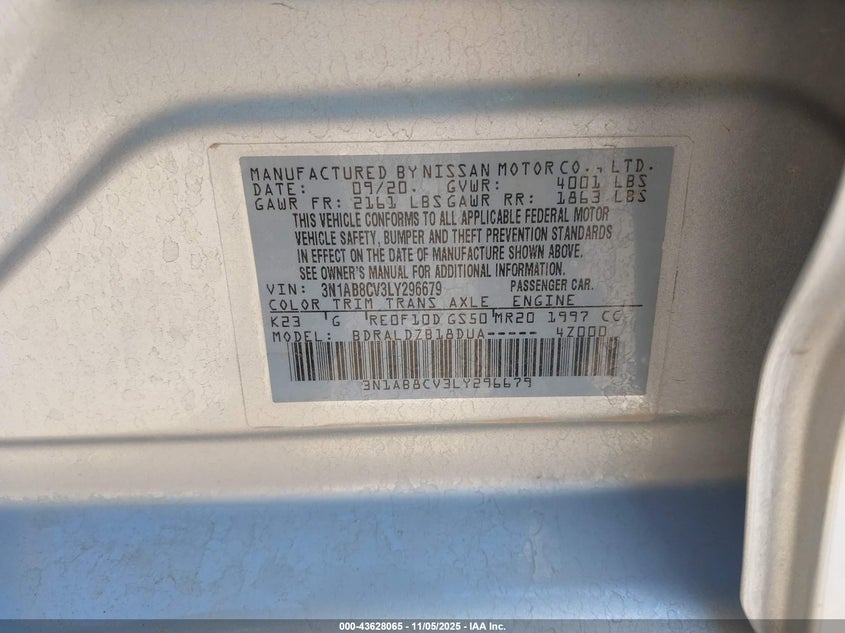 MANUFACTURED BY NISSAN MOTOR CO., LTD.
DATE: 09/20. GVWR: 4001 LBS
GAWR FR: 2161 LBS GAWR RR: 1863 LBS
THIS VEHICLE CONFORMS TO ALL APPLICABLE FEDERAL MOTOR
VEHICLE SAFETY, BUMPER AND THEFT PREVENTION STANDARDS
IN EFFECT ON THE DATE OF MANUFACTURE SHOWN ABOVE.
SEE OWNER'S MANUAL FOR ADDITIONAL INFORMATION.
VIN: 3N1AB8CV3LY296679 PASSENGER CAR.
COLOR TRIM TRANS AXLE ENGINE
K23 G RE0F10D GS50 MR20 1997 CC
MODEL: BDRALDZB18DUA----- 4Z000
3N1AB8CV3LY296679
000-43628065 - 11/05/2025 - IAA Inc.